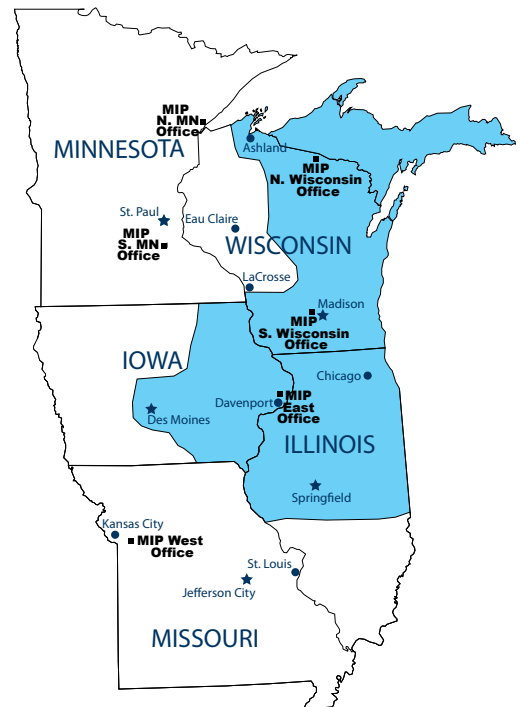 MIP
N. MN
Office
MINNESOTA
Ashland
MIP
N. Wisconsin
Office
St. Paul
Eau Claire
MIP
S. MN
Office
WISCONSIN
LaCrosse
Madison
MIP
S. Wisconsin
Office
IOWA
Chicago
Davenport
MIP
East
Office
Des Moines
ILLINOIS
Springfield
Kansas City
MIP West
Office
St. Louis
Jefferson City
MISSOURI